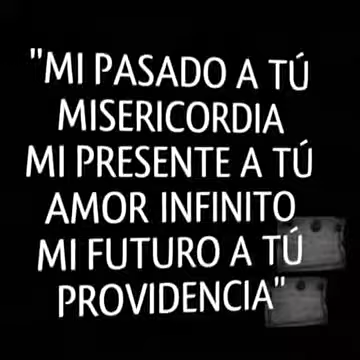 "MI PASADO A TÚ
MISERICORDIA
MI PRESENTE A TÚ
AMOR INFINITO
MI FUTURO A TÚ
PROVIDENCIA"